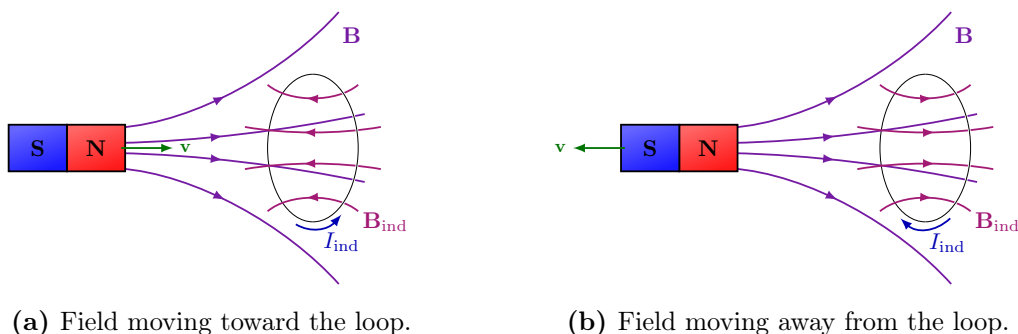 B
S N v
B_ind
I_ind
(a) Field moving toward the loop.
B
v S N
B_ind
I_ind
(b) Field moving away from the loop.